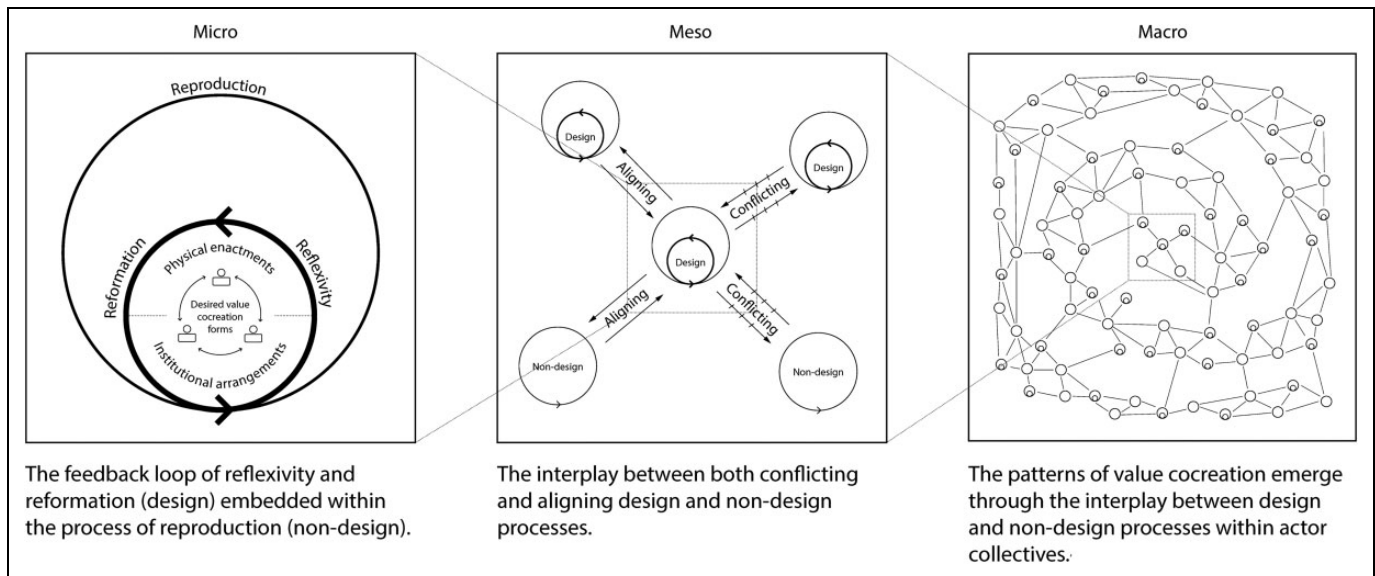 Micro
Reproduction
Reformation
Reflexivity
Physical enactments
Desired value
cocreation
forms
Institutional arrangements
The feedback loop of reflexivity and
reformation (design) embedded within
the process of reproduction (non-design).
Meso
Design
Design
Aligning
Conflicting
Design
Aligning
Conflicting
Non-design
Non-design
The interplay between both conflicting
and aligning design and non-design
processes.
Macro
The patterns of value cocreation emerge
through the interplay between design
and non-design processes within actor
collectives.